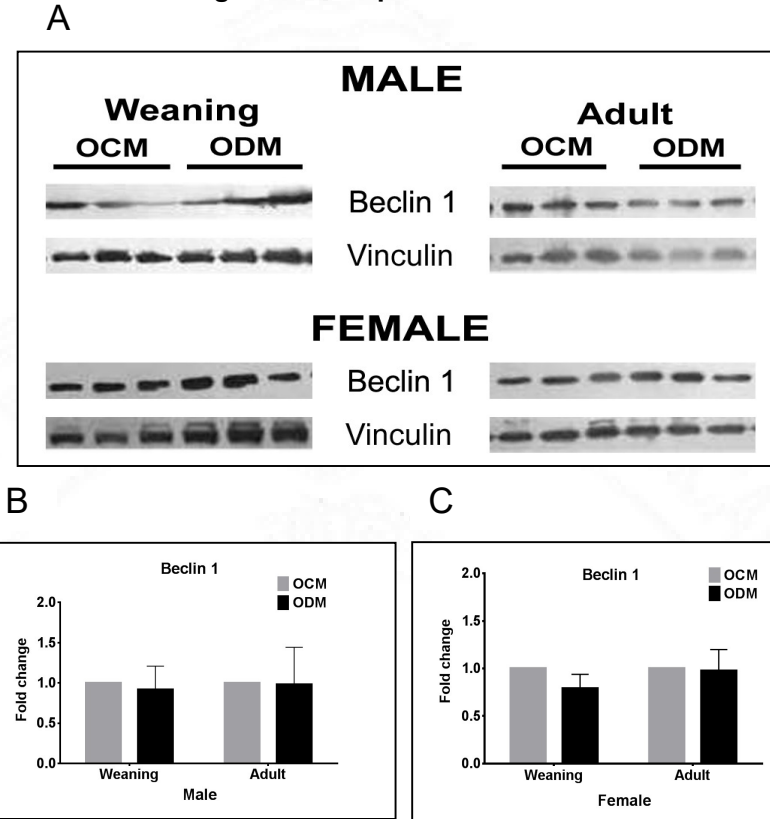 A
MALE
Weaning Adult
OCM ODM OCM ODM
Beclin 1
Vinculin
FEMALE
Beclin 1
Vinculin
B
Beclin 1
OCM
ODM
Fold change
2.0
1.5
1.0
0.5
0.0
Weaning Adult
Male
C
Beclin 1
OCM
ODM
Fold change
2.0
1.5
1.0
0.5
0.0
Weaning Adult
Female